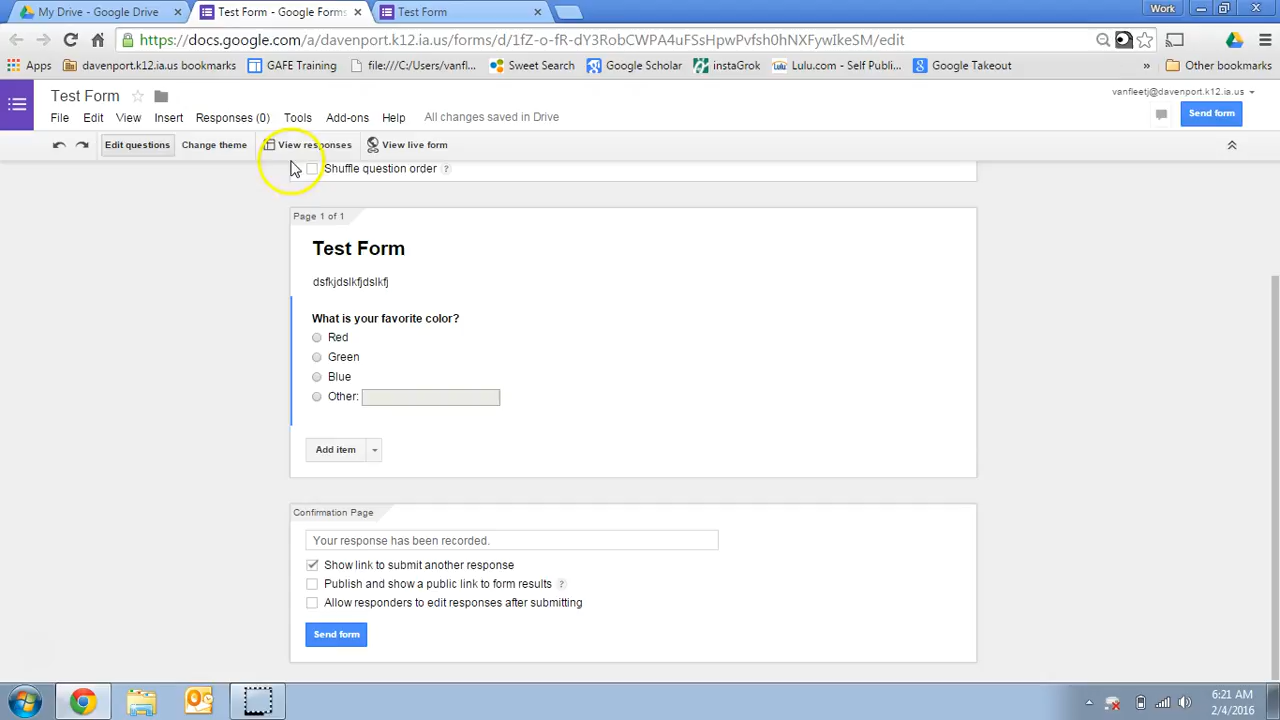 My Drive - Google Drive
Test Form - Google Forms
Test Form
Work
https://docs.google.com/a/davenport.k12.ia.us/forms/d/1fZ-o-fR-dY3RobCWPA4uFSsHpwPvfsh0hNXFywIkeSM/edit
Apps
davenport.k12.ia.us bookmarks
GAFE Training
file:///C:/Users/vanfl...
Sweet Search
Google Scholar
instaGrok
Lulu.com - Self Publi...
Google Takeout
»
Other bookmarks
Test Form
vanfleetj@davenport.k12.ia.us
File Edit View Insert Responses (0) Tools Add-ons Help All changes saved in Drive
Send form
Edit questions Change theme View responses View live form
Shuffle question order ?
Page 1 of 1
Test Form
dsfkjdslkfjdslkfj
What is your favorite color?
Red
Green
Blue
Other:
Add item
Confirmation Page
Your response has been recorded.
Show link to submit another response
Publish and show a public link to form results ?
Allow responders to edit responses after submitting
Send form
6:21 AM
2/4/2016